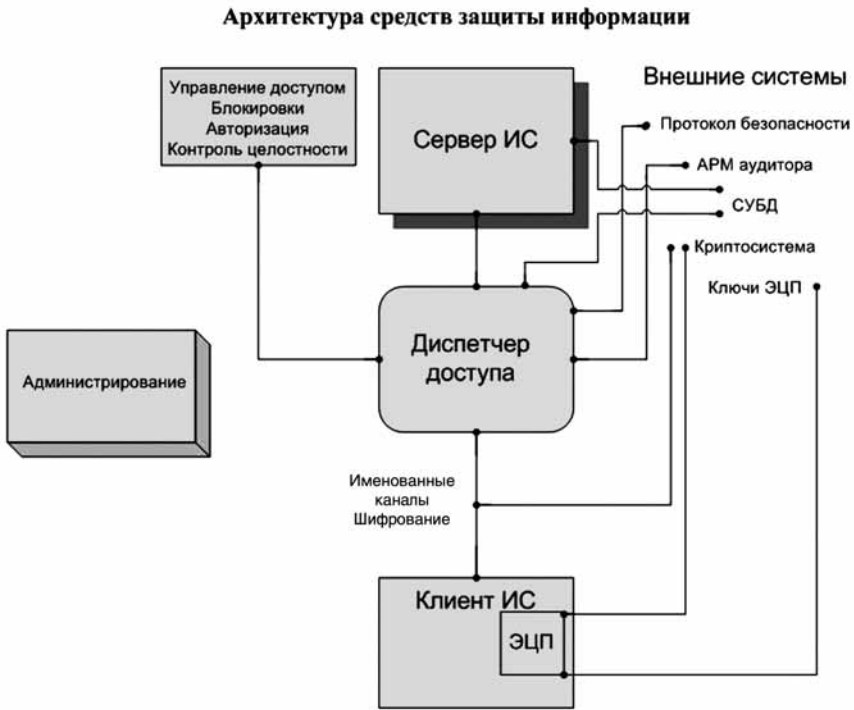 Архитектура средств защиты информации
Управление доступом
Блокировки
Авторизация
Контроль целостности
Сервер ИС
Внешние системы
Протокол безопасности
АРМ аудитора
СУБД
Криптосистема
Ключи ЭЦП
Диспетчер
доступа
Администрирование
Именованные
каналы
Шифрование
Клиент ИС
ЭЦП